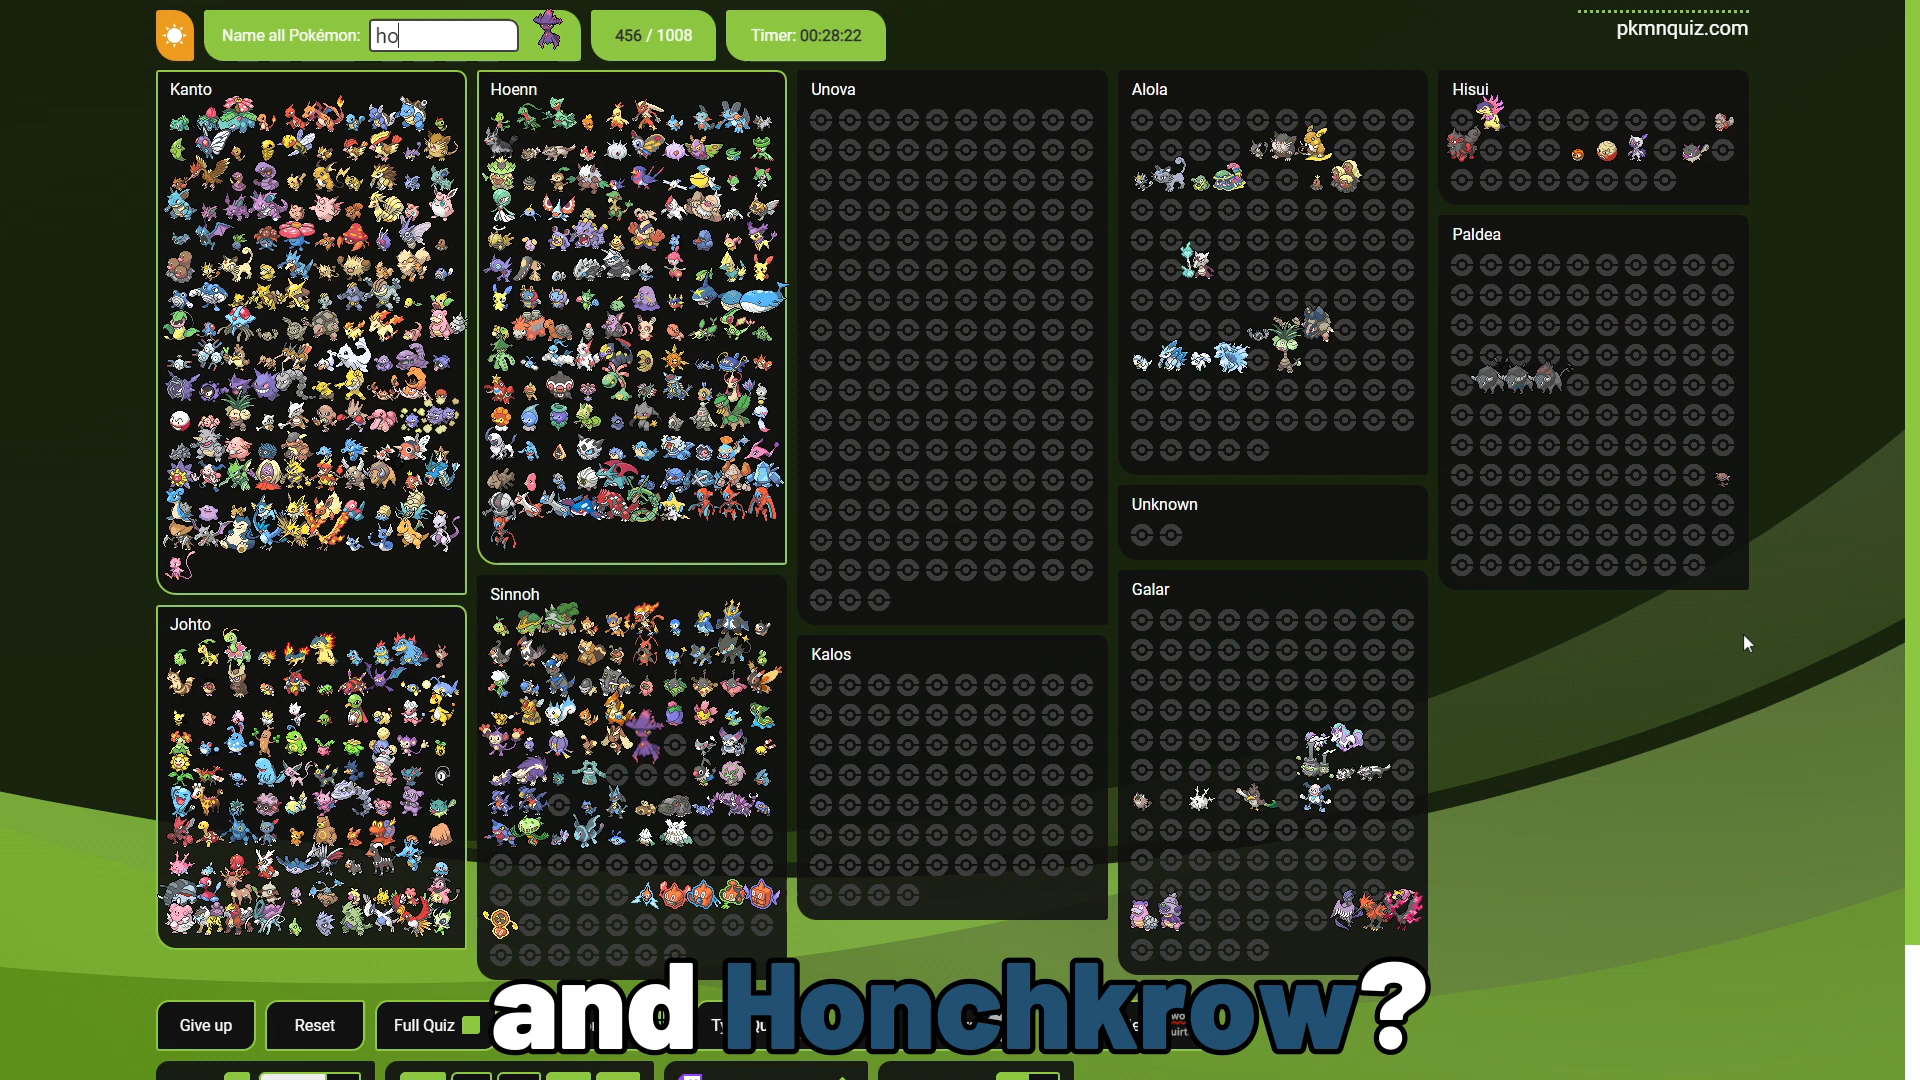 Name all Pokémon: ho
456 / 1008
Timer: 00:28:22
pkmnquiz.com
Kanto
Hoenn
Unova
Alola
Hisui
Paldea
Unknown
Galar
Sinnoh
Johto
Kalos
and Honchkrow?
Give up
Reset
Full Quiz